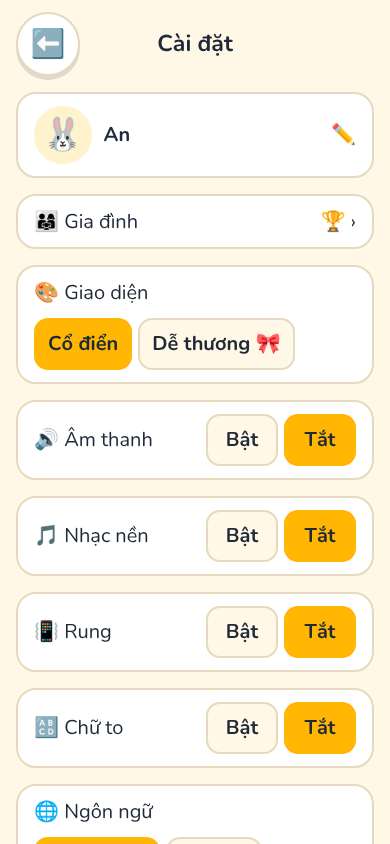 Cài đặt
An
Gia đình
Giao diện
Cổ điển
Dễ thương
Âm thanh
Bật
Tắt
Nhạc nền
Bật
Tắt
Rung
Bật
Tắt
Chữ to
Bật
Tắt
Ngôn ngữ